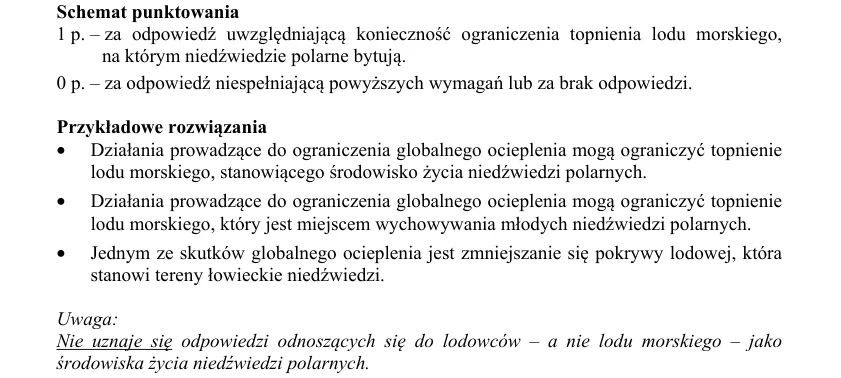 Schemat punktowania
1 p. – za odpowiedź uwzględniającą konieczność ograniczenia topnienia lodu morskiego,
na którym niedźwiedzie polarne bytują.
0 p. – za odpowiedź niespełniającą powyższych wymagań lub za brak odpowiedzi.
Przykładowe rozwiązania
• Działania prowadzące do ograniczenia globalnego ocieplenia mogą ograniczyć topnienie
lodu morskiego, stanowiącego środowisko życia niedźwiedzi polarnych.
• Działania prowadzące do ograniczenia globalnego ocieplenia mogą ograniczyć topnienie
lodu morskiego, który jest miejscem wychowywania młodych niedźwiedzi polarnych.
• Jednym ze skutków globalnego ocieplenia jest zmniejszanie się pokrywy lodowej, która
stanowi tereny łowieckie niedźwiedzi.
Uwaga:
Nie uznaje się odpowiedzi odnoszących się do lodowców – a nie lodu morskiego – jako
środowiska życia niedźwiedzi polarnych.